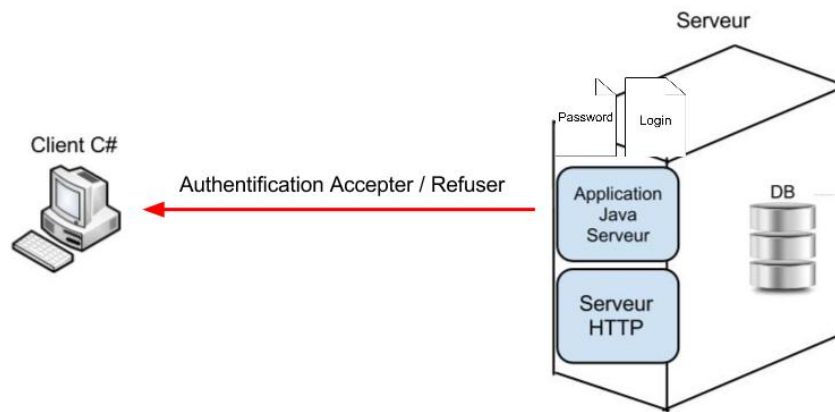 Serveur
Password
Login
Client C#
Authentification Accepter / Refuser
Application
Java
Serveur
DB
Serveur
HTTP